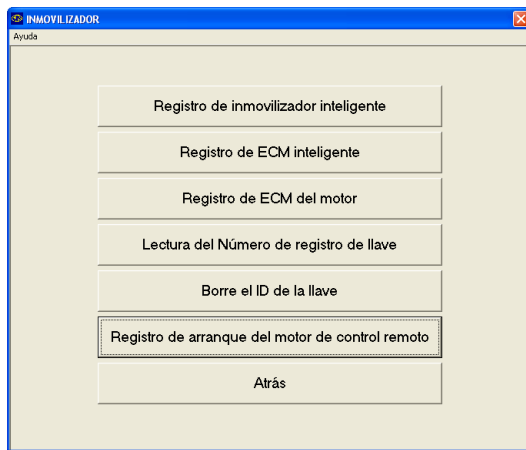 INMOVILIZADOR
Ayuda
Registro de inmovilizador inteligente
Registro de ECM inteligente
Registro de ECM del motor
Lectura del Número de registro de llave
Borre el ID de la llave
Registro de arranque del motor de control remoto
Atrás